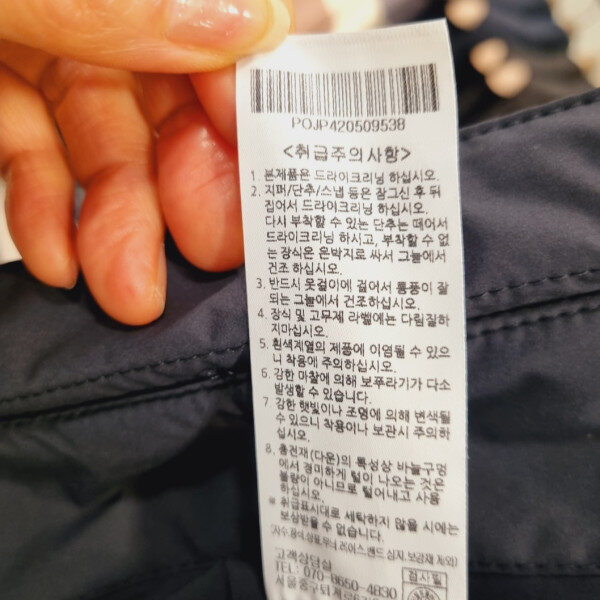 POJP420509538
<취급주의사항>
1. 본제품은 드라이크리닝 하십시오.
2. 지퍼/단추/스냅 등은 잠그신 후 뒤
집어서 드라이크리닝 하십시오.
다시 부착할 수 있는 단추는 떼어서
드라이크리닝 하시고, 부착할 수 없
는 장식은 은박지로 싸서 그늘에서
건조 하십시오.
3. 반드시 옷걸이에 걸어서 통풍이 잘
되는 그늘에서 건조하십시오.
4. 장식 및 고무제 라벨에는 다림질하
지마십시오.
5. 흰색계열의 제품에 이염될 수 있으
니 착용에 주의하십시오.
6. 강한 마찰에 의해 보푸라기가 다소
발생할 수 있습니다.
7. 강한 햇빛이나 조명에 의해 변색될
수 있으니 착용이나 보관시 주의하
십시오.
8. 충전재(다운)의 특성상 바늘구멍
에서 경미하게 털이 나오는 것은
불량이 아니므로 털어내고 사용
하십시오.
※ 취급표시대로 세탁하지 않을 시에는
보상받을 수 없습니다.
고객상담실
검사필
TEL: 070-8650-4830
서울중구